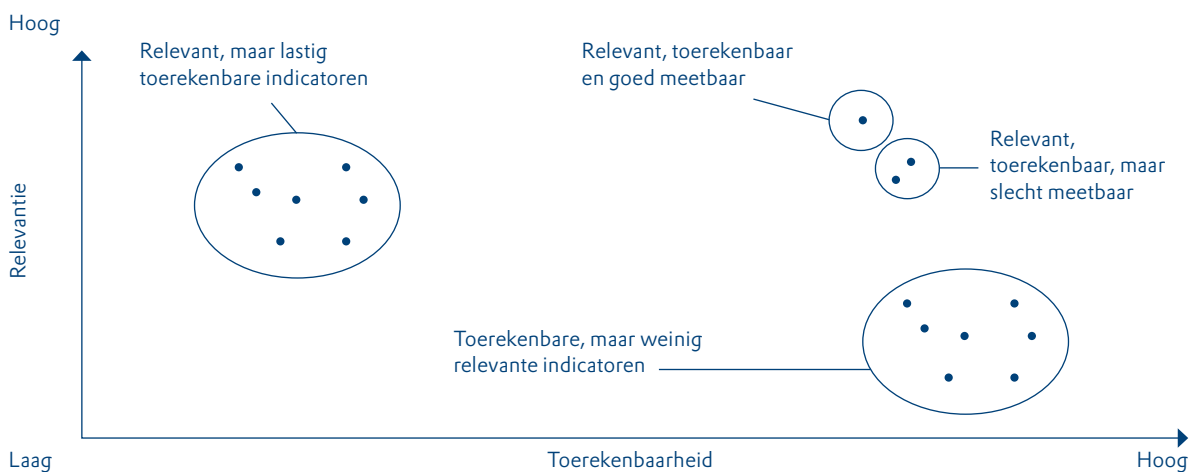 Hoog
Relevant, maar lastig
toerekenbare indicatoren
Relevant, toerekenbaar
en goed meetbaar
Relevant,
toerekenbaar, maar
slecht meetbaar
Relevantie
Toerekenbare, maar weinig
relevante indicatoren
Laag
Toerekenbaarheid
Hoog